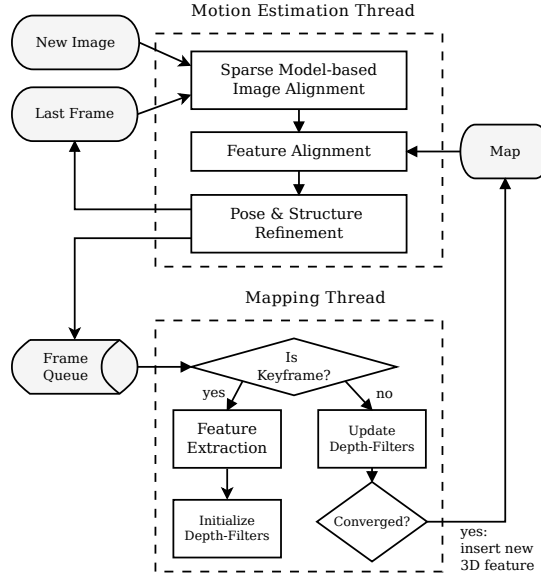 Motion Estimation Thread
New Image
Sparse Model-based
Image Alignment
Last Frame
Feature Alignment
Map
Pose & Structure
Refinement
Mapping Thread
Frame
Queue
Is
Keyframe?
yes
no
Feature
Extraction
Update
Depth-Filters
Initialize
Depth-Filters
Converged?
yes:
insert new
3D feature